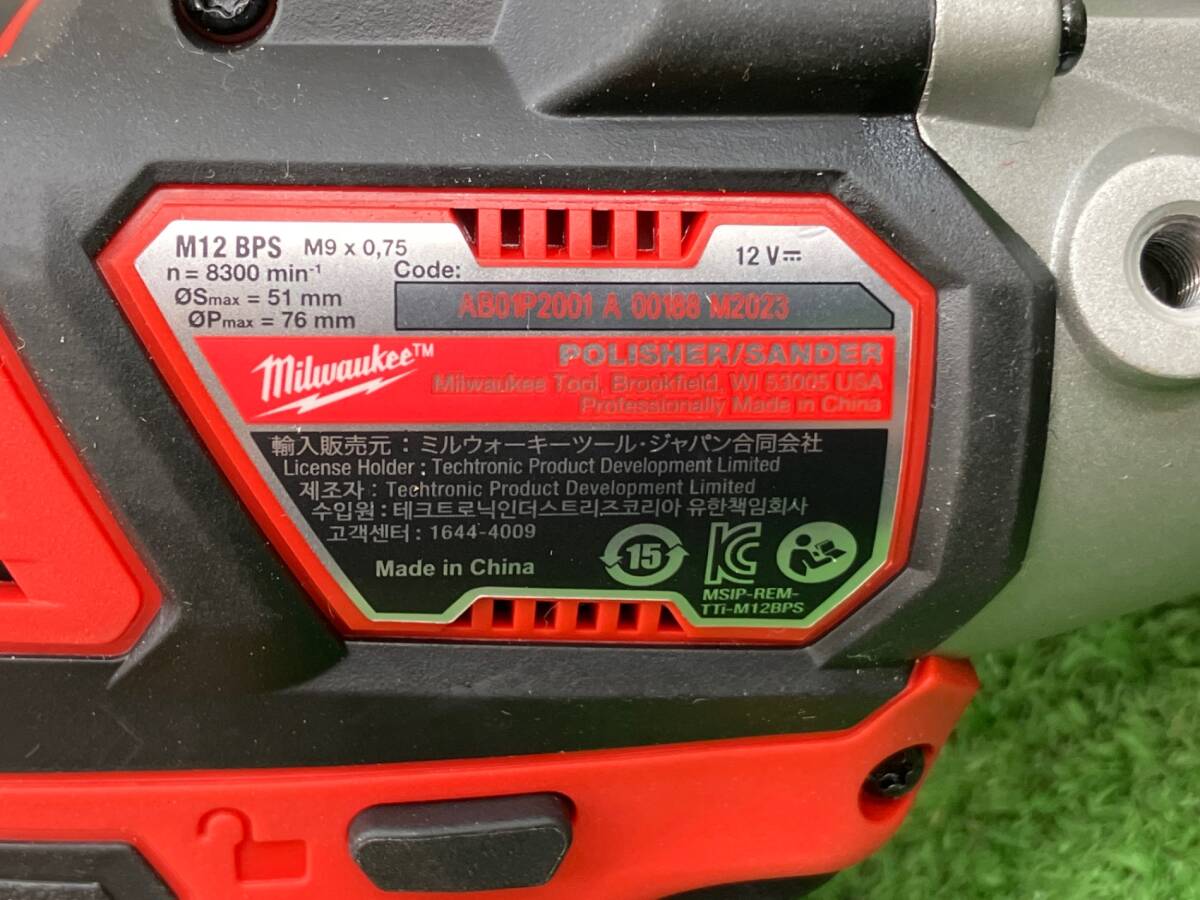 M12 BPS M9 x 0,75
n = 8300 min⁻¹
ØSmax = 51 mm
ØPmax = 76 mm
Code:
12 V⎓
AB01P2001 A 00188 M2023
Milwaukee™
POLISHER/SANDER
Milwaukee Tool, Brookfield, WI 53005 USA
Professionally Made in China
輸入販売元：ミルウォーキーツール・ジャパン合同会社
License Holder : Techtronic Product Development Limited
제조자 : Techtronic Product Development Limited
수입원 : 테크트로닉인더스트리즈코리아 유한책임회사
고객센터 : 1644-4009
Made in China
15
KC
MSIP-REM-
TTi-M12BPS